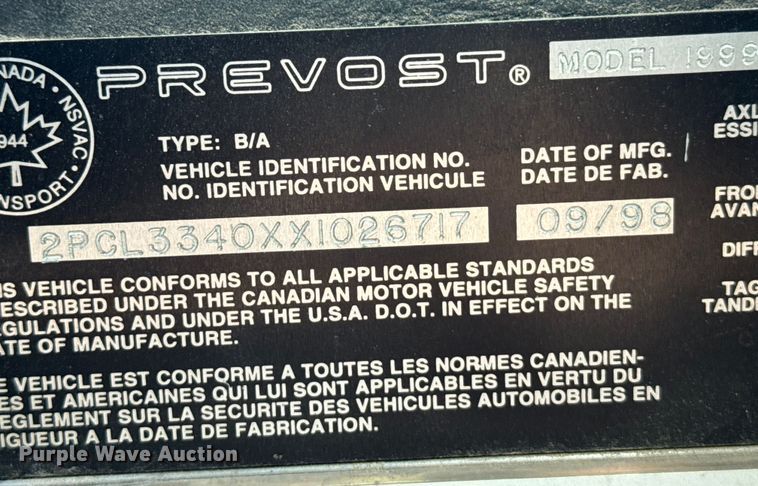 PREVOST®
MODEL 1999
NADA • NSVAC
944
NSPORT
TYPE: B/A
VEHICLE IDENTIFICATION NO.
NO. IDENTIFICATION VEHICULE
2PCL3340XX1026717
DATE OF MFG.
DATE DE FAB.
09/98
AXL
ESSI
FRO
AVAN
DIFF
TAG
TANDE
IS VEHICLE CONFORMS TO ALL APPLICABLE STANDARDS
ESCRIBED UNDER THE CANADIAN MOTOR VEHICLE SAFETY
GULATIONS AND UNDER THE U.S.A. D.O.T. IN EFFECT ON THE
ATE OF MANUFACTURE.
E VEHICLE EST CONFORME A TOUTES LES NORMES CANADIEN-
ES ET AMERICAINES QUI LUI SONT APPLICABLES EN VERTU DU
EGLEMENT SUR LA SECURITE DES VEHICULES AUTOMOBILES EN
IGUEUR A LA DATE DE FABRICATION.
Purple Wave Auction